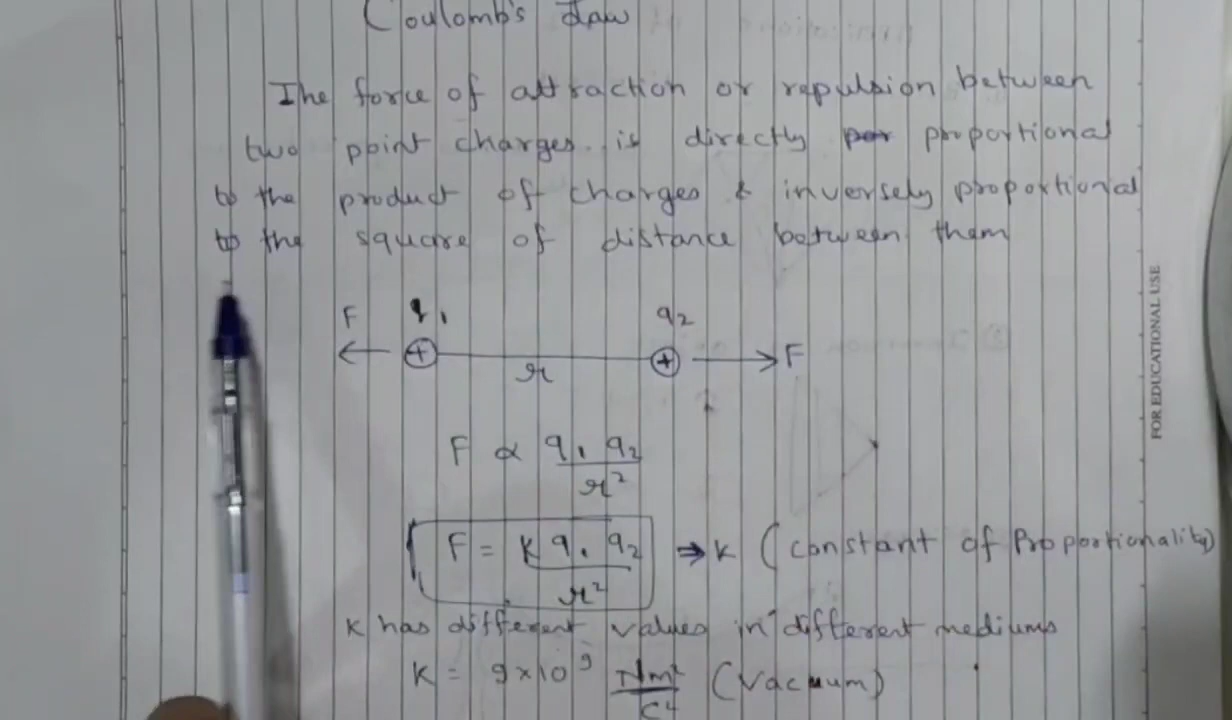 Coulomb's Law
The force of attraction or repulsion between
two point charges. is directly proportional
to the product of charges & inversely proportional
to the square of distance between them
F q1 q2
+ r + F
F ∝ q1 q2 / r²
F = K q1 q2 / r² ⇒ K (Constant of Proportionality)
K has different values in different mediums
K = 9×10⁹ Nm²/C² (Vacuum)
FOR EDUCATIONAL USE